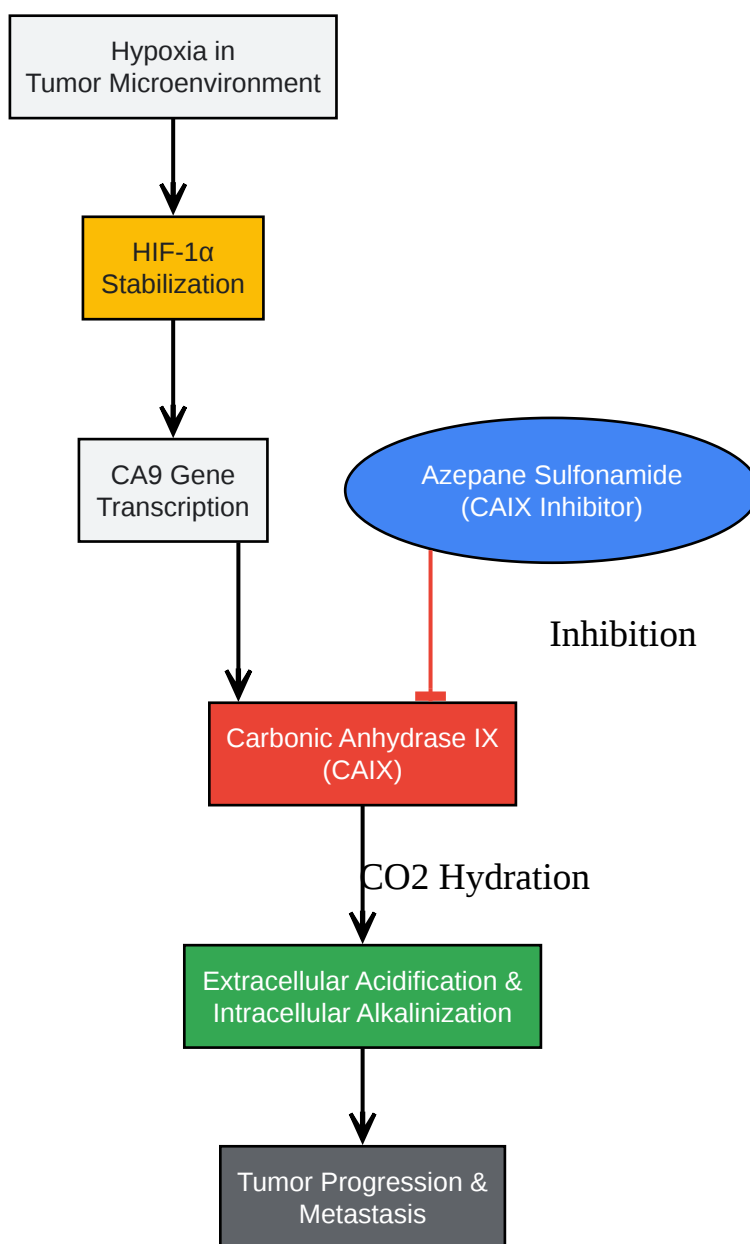 Hypoxia in
Tumor Microenvironment
HIF-1α
Stabilization
CA9 Gene
Transcription
Azepane Sulfonamide
(CAIX Inhibitor)
Inhibition
Carbonic Anhydrase IX
(CAIX)
CO2 Hydration
Extracellular Acidification &
Intracellular Alkalinization
Tumor Progression &
Metastasis